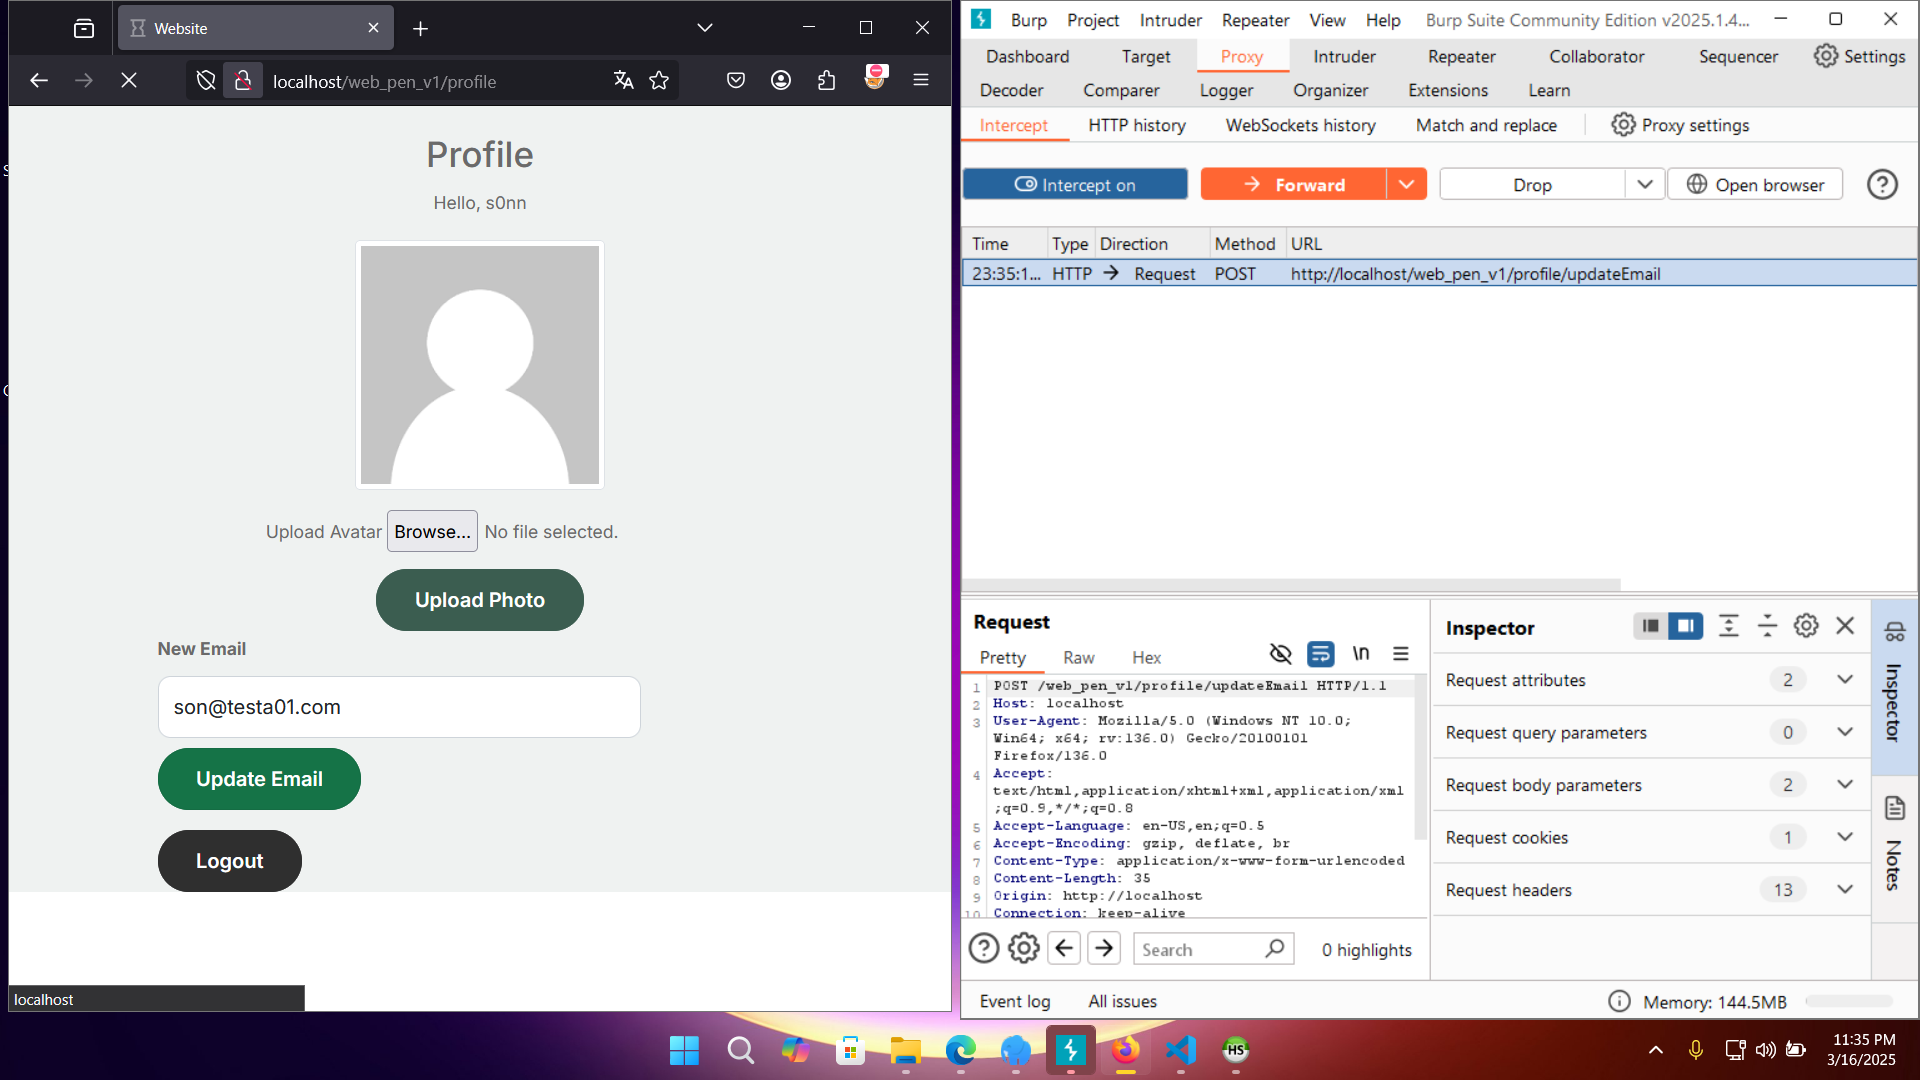 Website
localhost/web_pen_v1/profile
Profile
Hello, s0nn
Upload Avatar Browse... No file selected.
Upload Photo
New Email
son@testa01.com
Update Email
Logout
localhost
Burp Project Intruder Repeater View Help Burp Suite Community Edition v2025.1.4...
Dashboard Target Proxy Intruder Repeater Collaborator Sequencer Settings
Decoder Comparer Logger Organizer Extensions Learn
Intercept HTTP history WebSockets history Match and replace Proxy settings
Intercept on Forward Drop Open browser
Time Type Direction Method URL
23:35:1... HTTP Request POST http://localhost/web_pen_v1/profile/updateEmail
Request
Pretty Raw Hex \n
1 POST /web_pen_v1/profile/updateEmail HTTP/1.1
2 Host: localhost
3 User-Agent: Mozilla/5.0 (Windows NT 10.0;
Win64; x64; rv:136.0) Gecko/20100101
Firefox/136.0
4 Accept:
text/html,application/xhtml+xml,application/xml
;q=0.9,*/*;q=0.8
5 Accept-Language: en-US,en;q=0.5
6 Accept-Encoding: gzip, deflate, br
7 Content-Type: application/x-www-form-urlencoded
8 Content-Length: 35
9 Origin: http://localhost
10 Connection: keep-alive
Search 0 highlights
Inspector
Request attributes 2
Request query parameters 0
Request body parameters 2
Request cookies 1
Request headers 13
Inspector
Notes
Event log All issues Memory: 144.5MB
HS
11:35 PM
3/16/2025